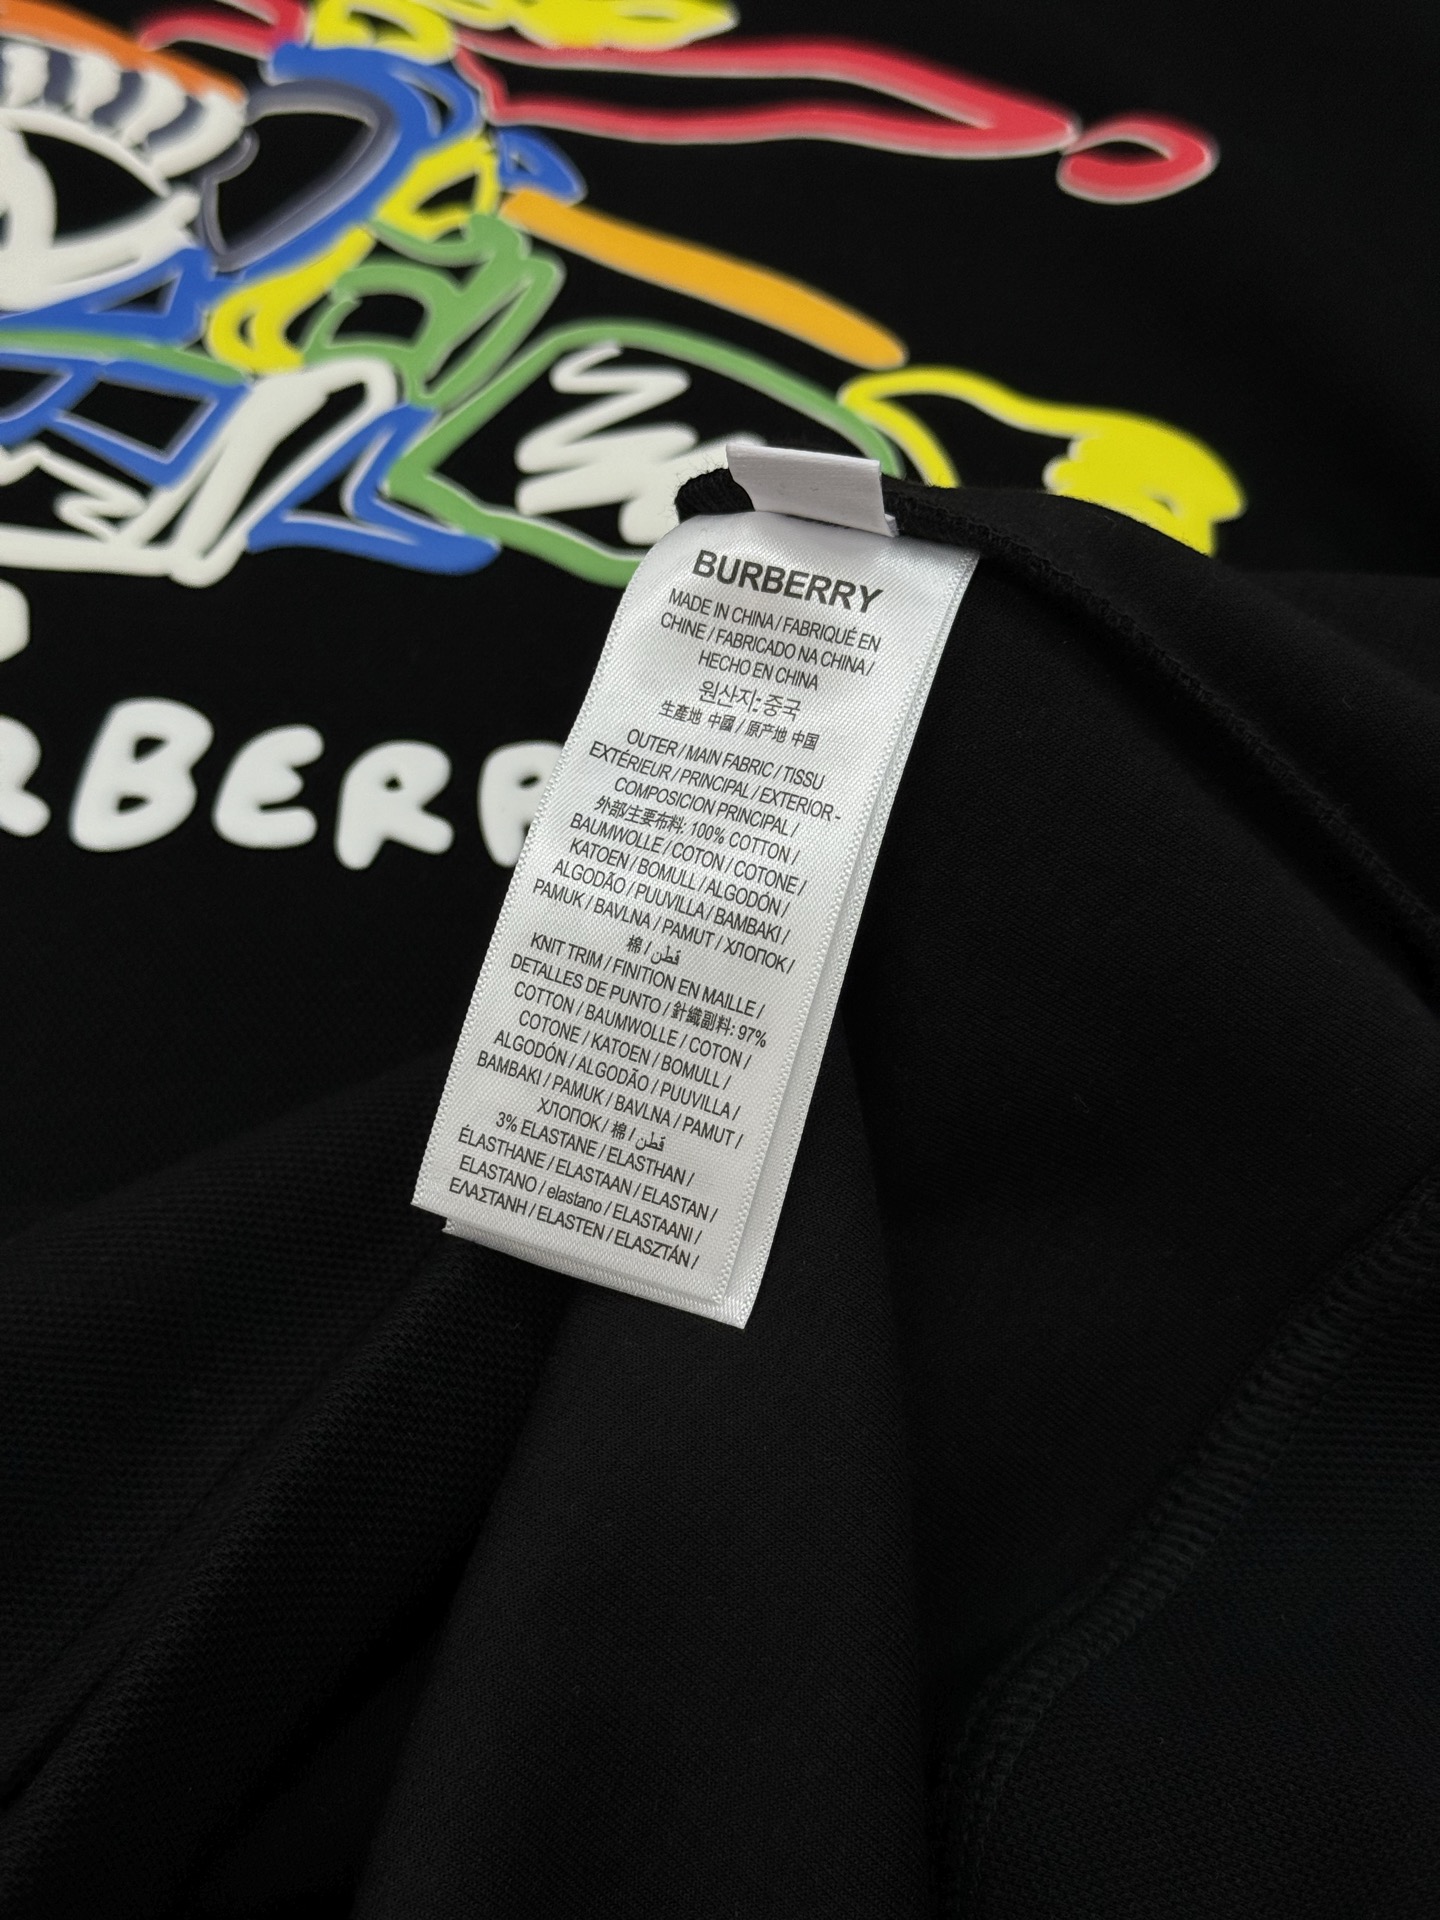 RBERR
BURBERRY
MADE IN CHINA / FABRIQUÉ EN
CHINE / FABRICADO NA CHINA /
HECHO EN CHINA
원산지: 중국
生產地 中國 / 原产地 中国
OUTER / MAIN FABRIC / TISSU
EXTÉRIEUR / PRINCIPAL / EXTERIOR -
COMPOSICION PRINCIPAL /
外部/主要布料: 100% COTTON /
BAUMWOLLE / COTON / COTONE /
KATOEN / BOMULL / ALGODÓN /
ALGODÃO / PUUVILLA / BAMBAKI /
PAMUK / BAVLNA / PAMUT / ХЛОПОК /
棉 / قطن
KNIT TRIM / FINITION EN MAILLE /
DETALLES DE PUNTO / 針織副料: 97%
COTTON / BAUMWOLLE / COTON /
COTONE / KATOEN / BOMULL /
ALGODÓN / ALGODÃO / PUUVILLA /
BAMBAKI / PAMUK / BAVLNA / PAMUT /
ХЛОПОК / 棉 / قطن
3% ELASTANE / ELASTHAN /
ÉLASTHANE / ELASTAAN / ELASTAN /
ELASTANO / elastano / ELASTAANI /
ΕΛΑΣΤΑΝΗ / ELASTEN / ELASZTÁN /